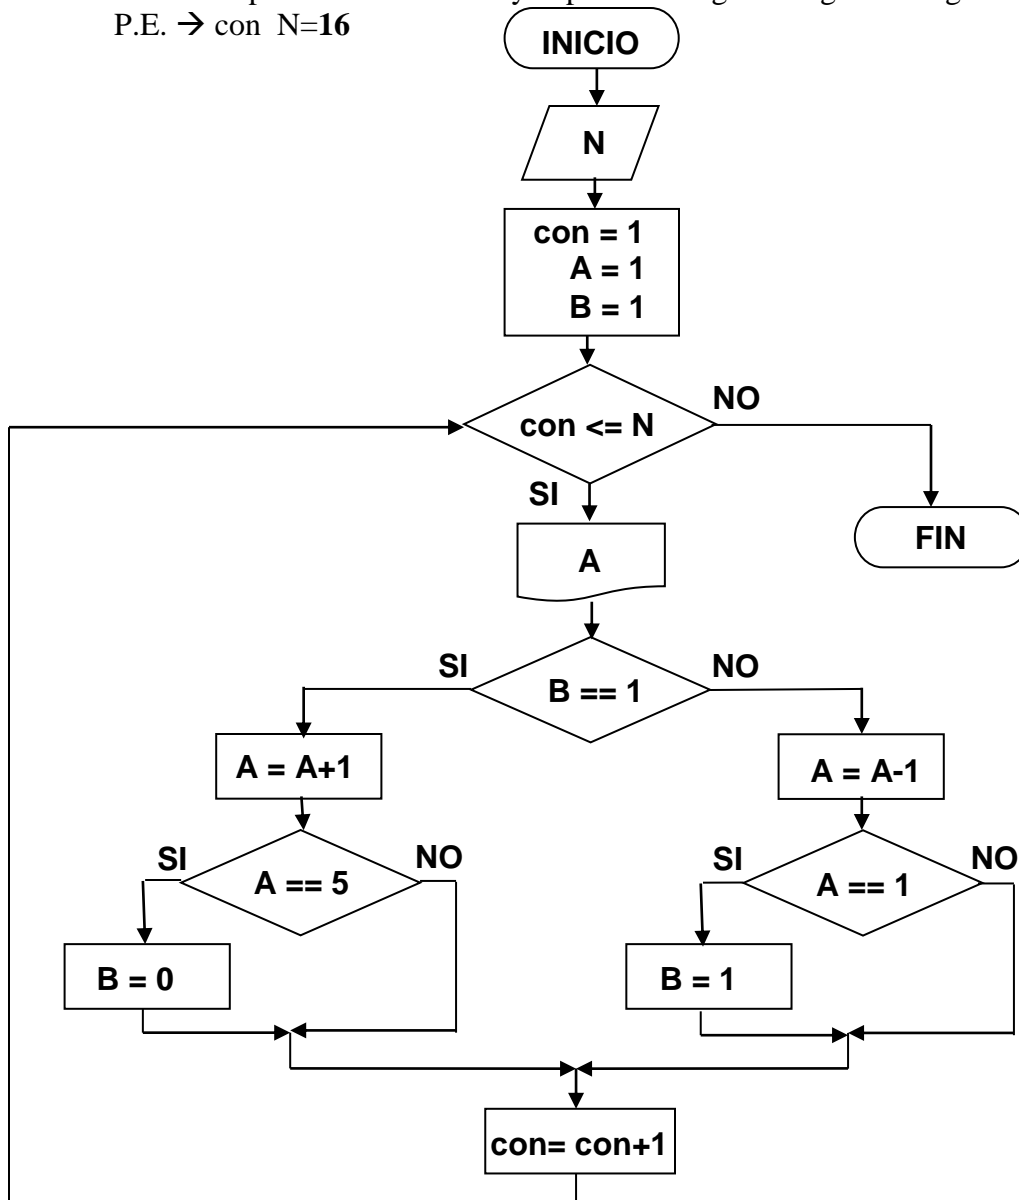 P.E. → con N=16
INICIO
N
con = 1
A = 1
B = 1
con <= N
NO
SI
FIN
A
SI
B == 1
NO
A = A+1
A = A-1
SI
A == 5
NO
SI
A == 1
NO
B = 0
B = 1
con= con+1